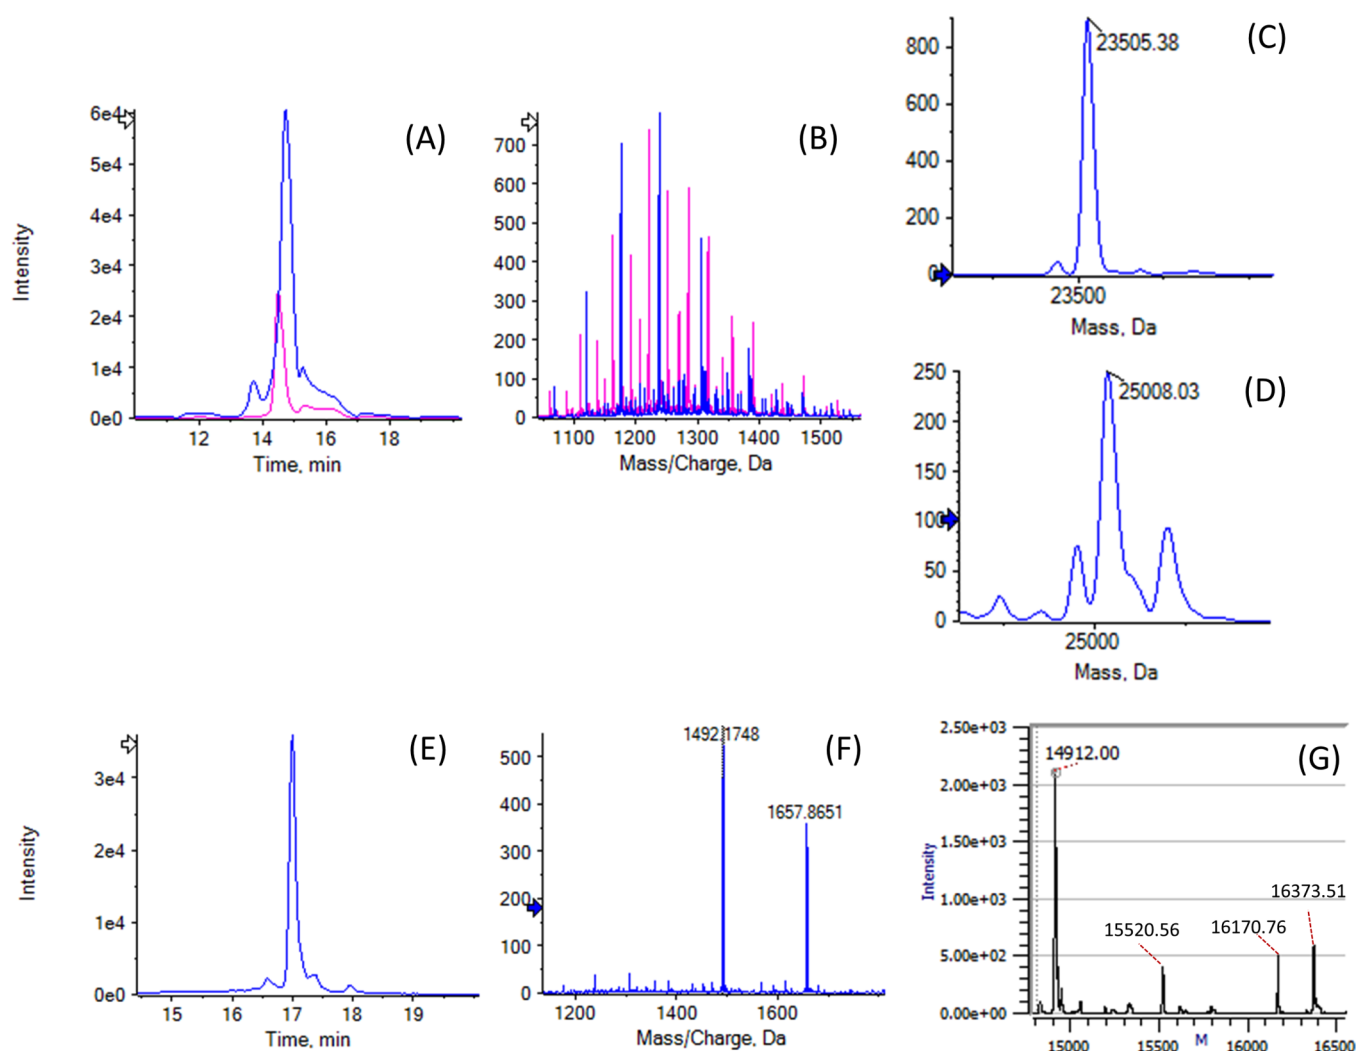 (A)
6e4
5e4
4e4
3e4
2e4
1e4
0e0
12 14 16 18
Time, min
Intensity
(B)
700
600
500
400
300
200
100
0
1100 1200 1300 1400 1500
Mass/Charge, Da
(C)
23505.38
800
600
400
200
0
23500
Mass, Da
(D)
25008.03
250
200
150
100
50
0
25000
Mass, Da
(E)
3e4
2e4
1e4
0e0
15 16 17 18 19
Time, min
Intensity
(F)
1492.1748
1657.8651
500
400
300
200
100
0
1200 1400 1600
Mass/Charge, Da
(G)
2.50e+03
14912.00
2.00e+03
1.50e+03
1.00e+03
16373.51
15520.56
16170.76
5.00e+02
0.00e+00
15000 15500 16000 16500
M
Intensity